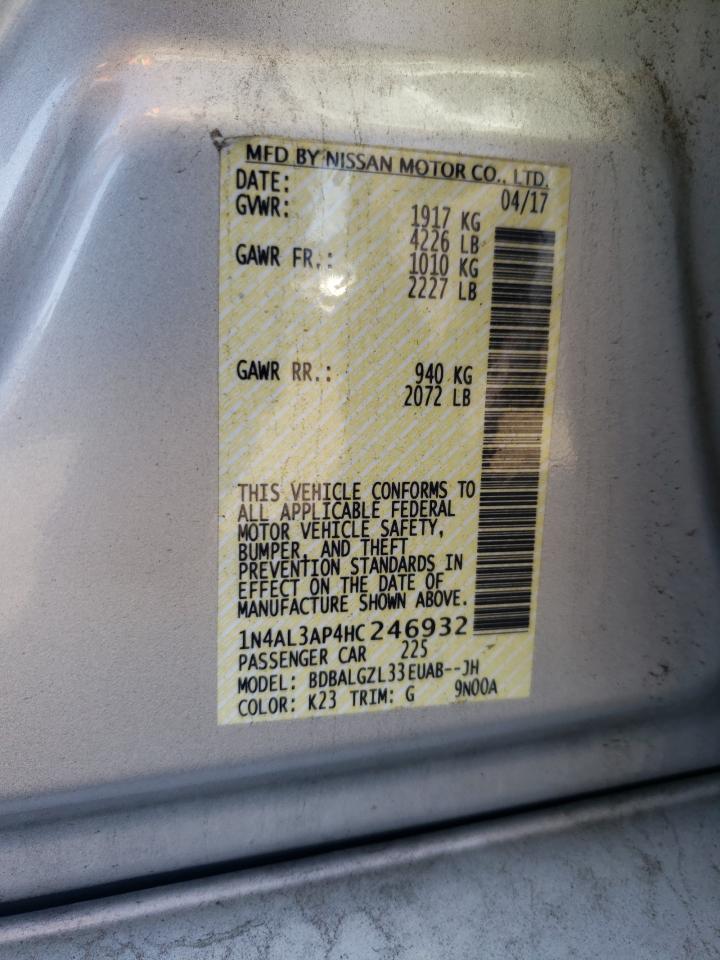 MFD BY NISSAN MOTOR CO., LTD.
DATE: 04/17
GVWR: 1917 KG
4226 LB
GAWR FR.: 1010 KG
2227 LB
GAWR RR.: 940 KG
2072 LB
THIS VEHICLE CONFORMS TO
ALL APPLICABLE FEDERAL
MOTOR VEHICLE SAFETY,
BUMPER, AND THEFT
PREVENTION STANDARDS IN
EFFECT ON THE DATE OF
MANUFACTURE SHOWN ABOVE.
1N4AL3AP4HC246932
PASSENGER CAR 225
MODEL: BDBALGZL33EUAB--JH
COLOR: K23 TRIM: G 9N00A